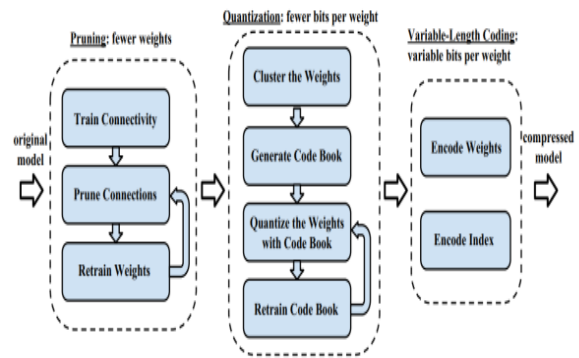 Pruning: fewer weights
Train Connectivity
Prune Connections
Retrain Weights
original
model
Quantization: fewer bits per weight
Cluster the Weights
Generate Code Book
Quantize the Weights
with Code Book
Retrain Code Book
Variable-Length Coding:
variable bits per weight
Encode Weights
Encode Index
compressed
model